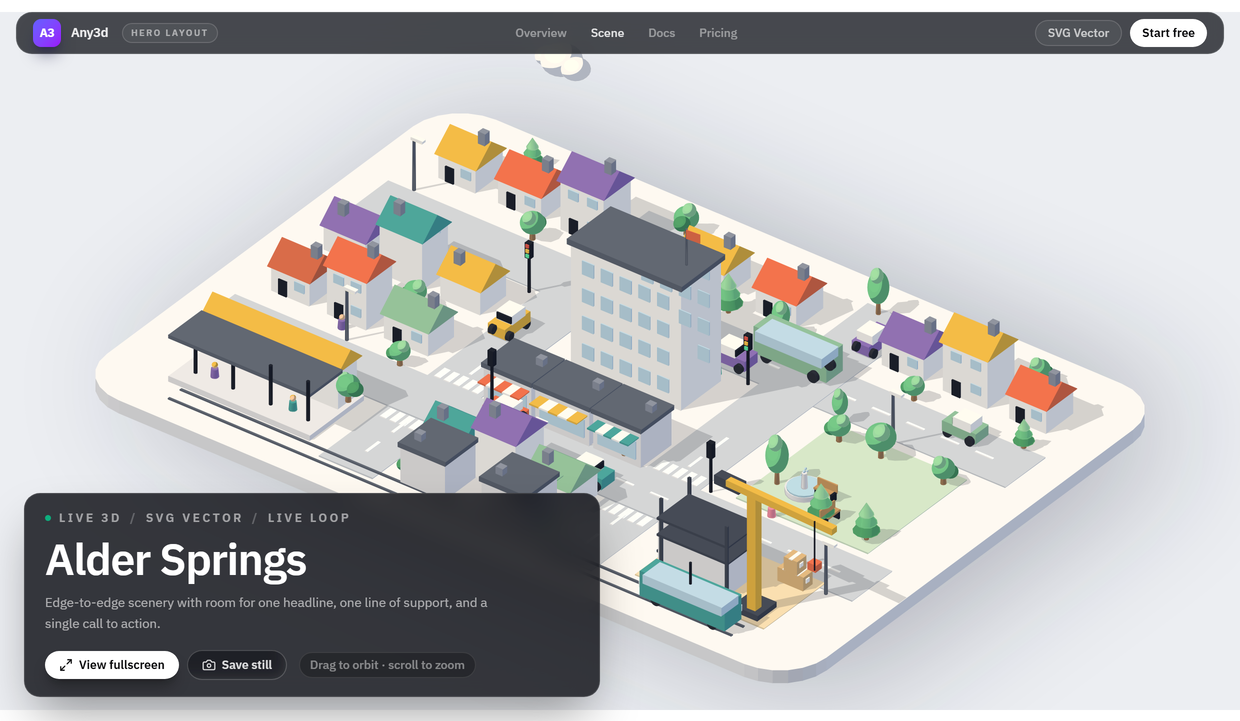 A3 Any3d HERO LAYOUT Overview Scene Docs Pricing SVG Vector Start free
LIVE 3D / SVG VECTOR / LIVE LOOP
Alder Springs
Edge-to-edge scenery with room for one headline, one line of support, and a
single call to action.
View fullscreen Save still Drag to orbit · scroll to zoom